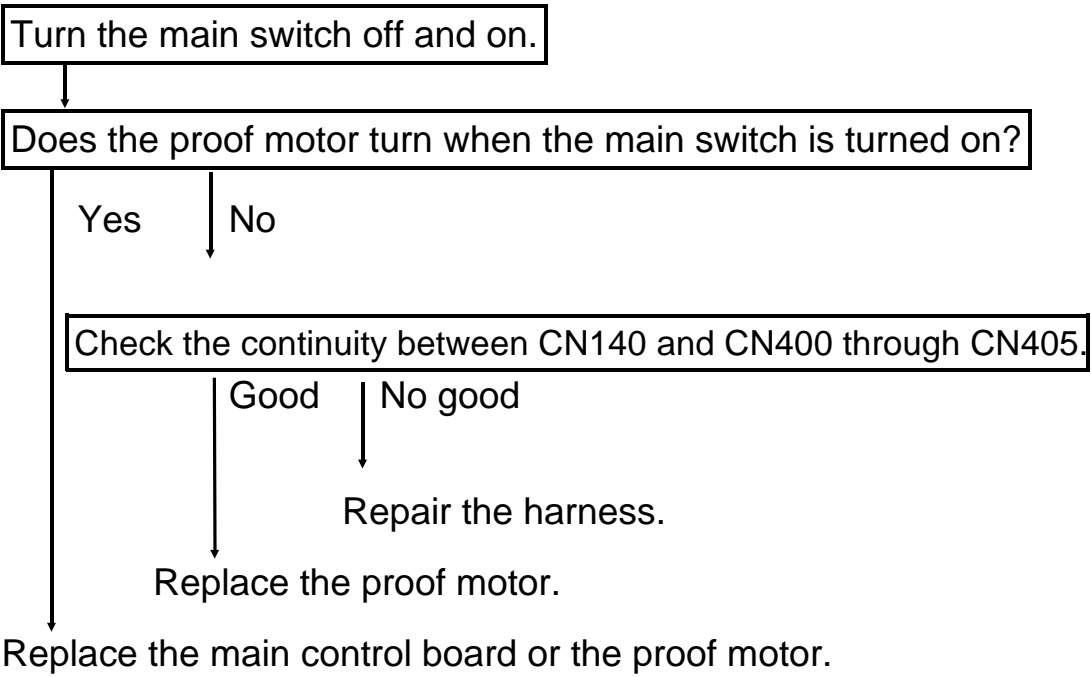 Turn the main switch off and on.
Does the proof motor turn when the main switch is turned on?
Yes No
Check the continuity between CN140 and CN400 through CN405.
Good No good
Repair the harness.
Replace the proof motor.
Replace the main control board or the proof motor.